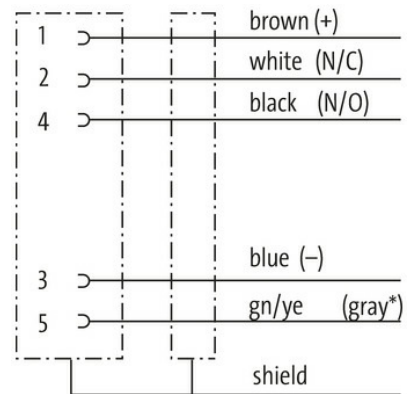 1 brown (+)
2 white (N/C)
4 black (N/O)
3 blue (–)
5 gn/ye (gray*)
shield